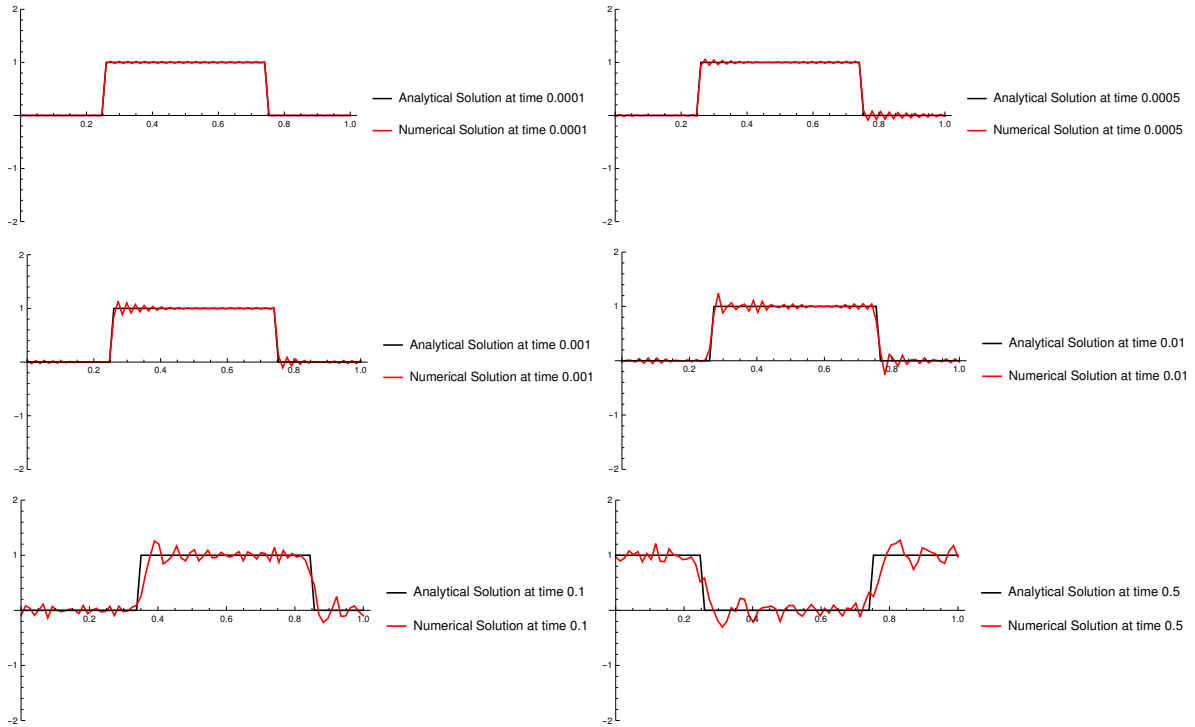 2
1
-1
-2
0.2 0.4 0.6 0.8 1.0
Analytical Solution at time 0.0001
Numerical Solution at time 0.0001
2
1
-1
-2
0.2 0.4 0.6 0.8 1.0
Analytical Solution at time 0.0005
Numerical Solution at time 0.0005
2
1
-1
-2
0.2 0.4 0.6 0.8 1.0
Analytical Solution at time 0.001
Numerical Solution at time 0.001
2
1
-1
-2
0.2 0.4 0.6 0.8 1.0
Analytical Solution at time 0.01
Numerical Solution at time 0.01
2
1
-1
-2
0.2 0.4 0.6 0.8 1.0
Analytical Solution at time 0.1
Numerical Solution at time 0.1
2
1
-1
-2
0.2 0.4 0.6 0.8 1.0
Analytical Solution at time 0.5
Numerical Solution at time 0.5